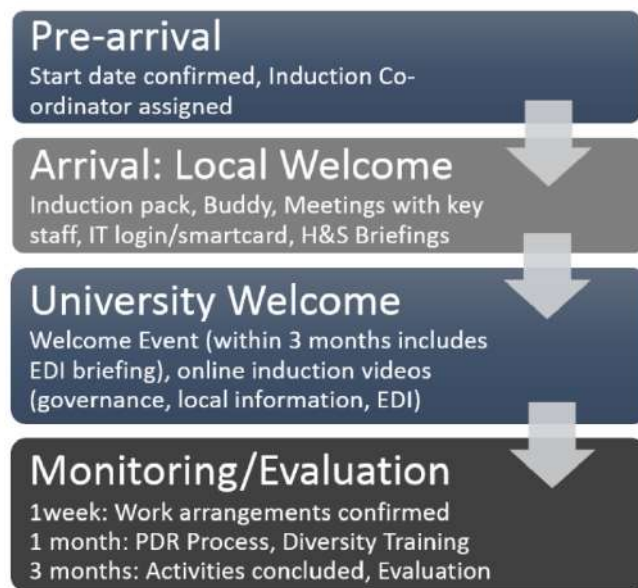 Pre-arrival
Start date confirmed, Induction Co-
ordinator assigned
Arrival: Local Welcome
Induction pack, Buddy, Meetings with key
staff, IT login/smartcard, H&S Briefings
University Welcome
Welcome Event (within 3 months includes
EDI briefing), online induction videos
(governance, local information, EDI)
Monitoring/Evaluation
1week: Work arrangements confirmed
1 month: PDR Process, Diversity Training
3 months: Activities concluded, Evaluation